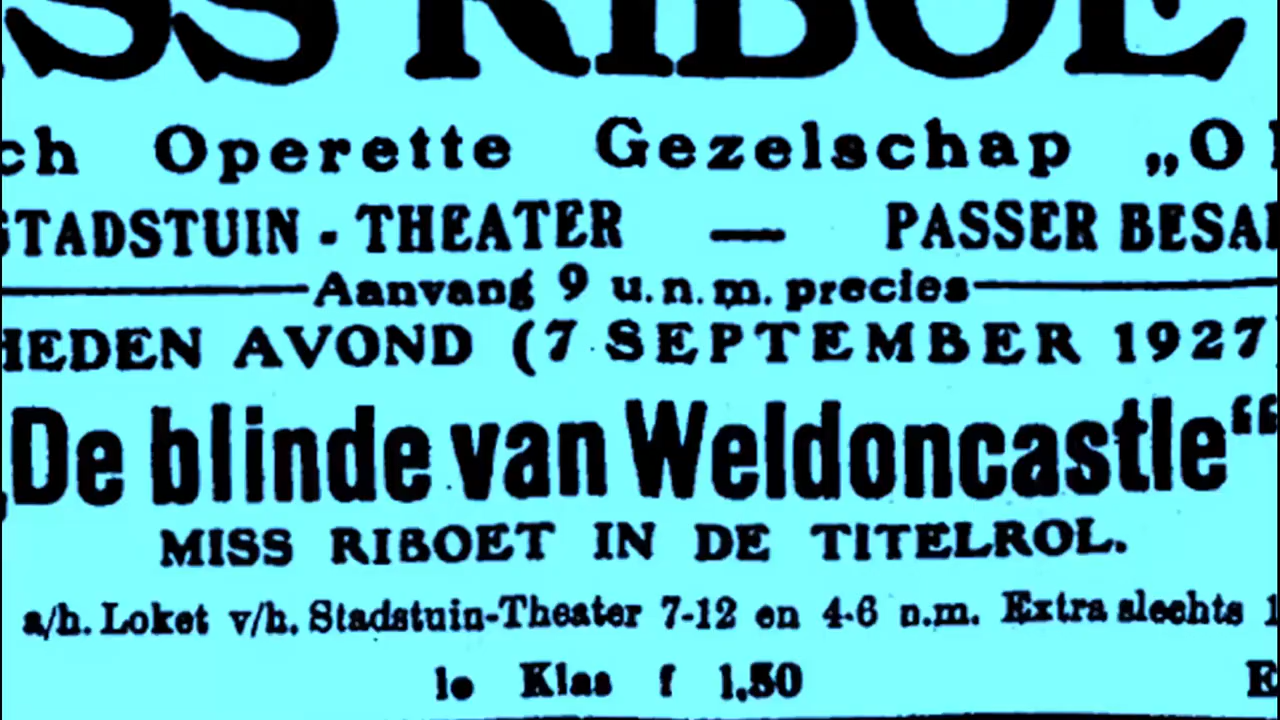 SS RIBOE
ch Operette Gezelschap „O
STADSTUIN - THEATER — PASSER BESA
Aanvang 9 u.n.m. precies
HEDEN AVOND (7 SEPTEMBER 1927)
„De blinde van Weldoncastle“
MISS RIBOET IN DE TITELROL.
a/h. Loket v/h. Stadstuin-Theater 7-12 en 4-6 n.m. Extra slechts 1
1e Klas f 1,50 E